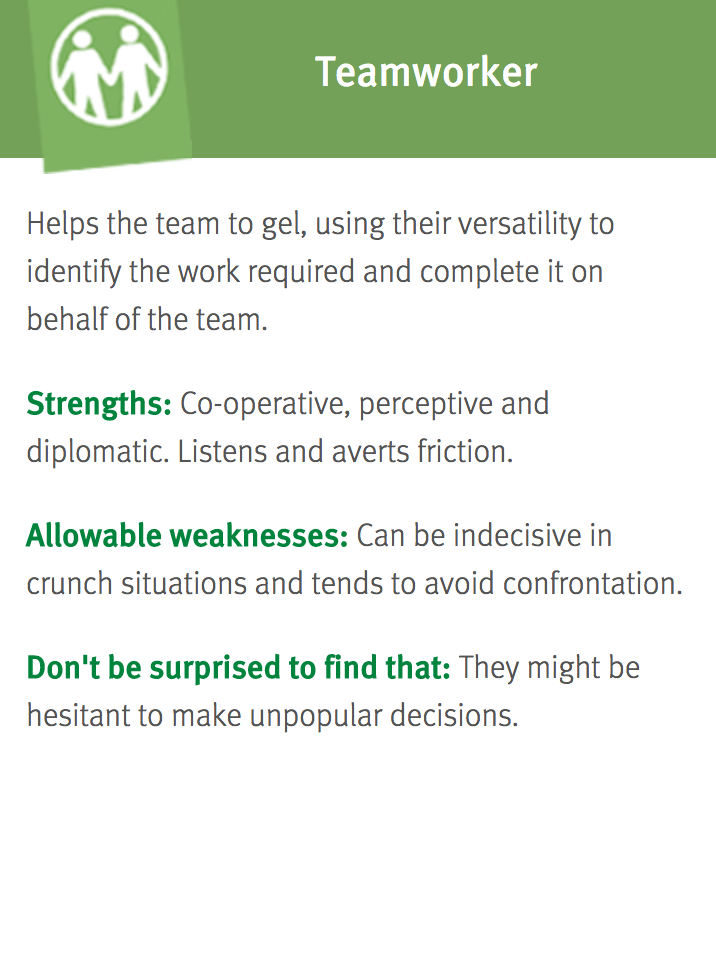 Teamworker
Helps the team to gel, using their versatility to
identify the work required and complete it on
behalf of the team.
Strengths: Co-operative, perceptive and
diplomatic. Listens and averts friction.
Allowable weaknesses: Can be indecisive in
crunch situations and tends to avoid confrontation.
Don't be surprised to find that: They might be
hesitant to make unpopular decisions.